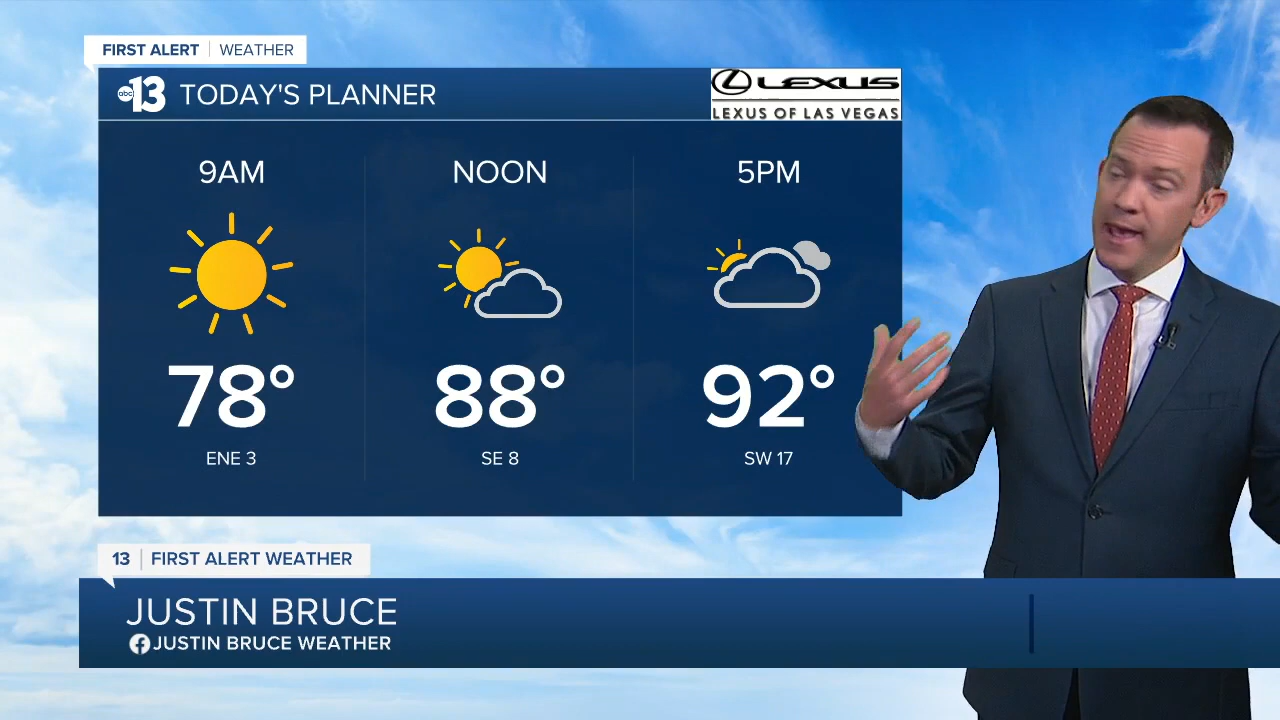 FIRST ALERT | WEATHER
abc 13 TODAY'S PLANNER
LEXUS
LEXUS OF LAS VEGAS
9AM NOON 5PM
78° 88° 92°
ENE 3 SE 8 SW 17
13 | FIRST ALERT WEATHER
JUSTIN BRUCE
JUSTIN BRUCE WEATHER